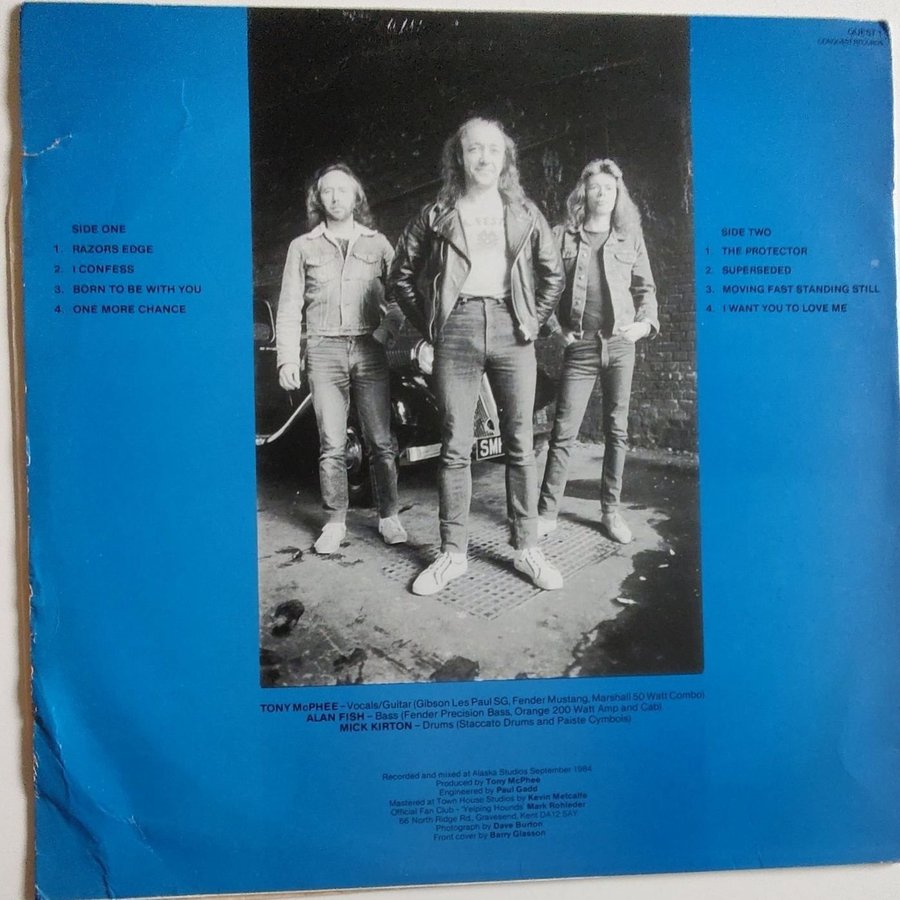 QUEST 1
CONQUEST RECORDS
SIDE ONE
1. RAZORS EDGE
2. I CONFESS
3. BORN TO BE WITH YOU
4. ONE MORE CHANCE
SIDE TWO
1. THE PROTECTOR
2. SUPERSEDED
3. MOVING FAST STANDING STILL
4. I WANT YOU TO LOVE ME
SMF
TONY McPHEE – Vocals/Guitar (Gibson Les Paul SG, Fender Mustang, Marshall 50 Watt Combo)
ALAN FISH – Bass (Fender Precision Bass, Orange 200 Watt Amp and Cab)
MICK KIRTON – Drums (Staccato Drums and Paiste Cymbols)
Recorded and mixed at Alaska Studios September 1984
Produced by Tony McPhee
Engineered by Paul Gadd
Mastered at Town House Studios by Kevin Metcalfe
Official Fan Club – 'Yelping Hounds' Mark Rohleder
66 North Ridge Rd., Gravesend, Kent DA12 5AY
Photograph by Dave Burton
Front cover by Barry Glasson